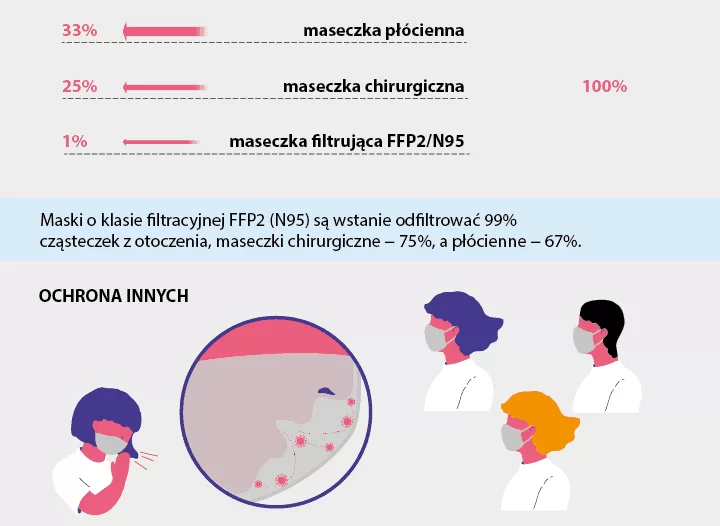 33% maseczka płócienna
25% maseczka chirurgiczna 100%
1% maseczka filtrująca FFP2/N95
Maski o klasie filtracyjnej FFP2 (N95) są wstanie odfiltrować 99%
cząsteczek z otoczenia, maseczki chirurgiczne – 75%, a płócienne – 67%.
OCHRONA INNYCH